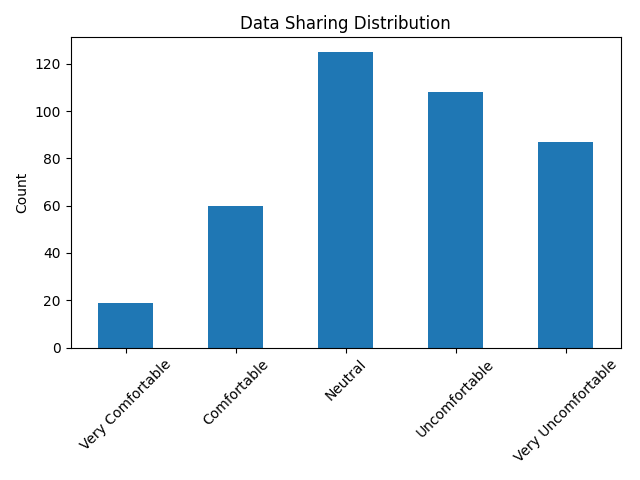 Data Sharing Distribution
Count
120
100
80
60
40
20
0
Very Comfortable
Comfortable
Neutral
Uncomfortable
Very Uncomfortable